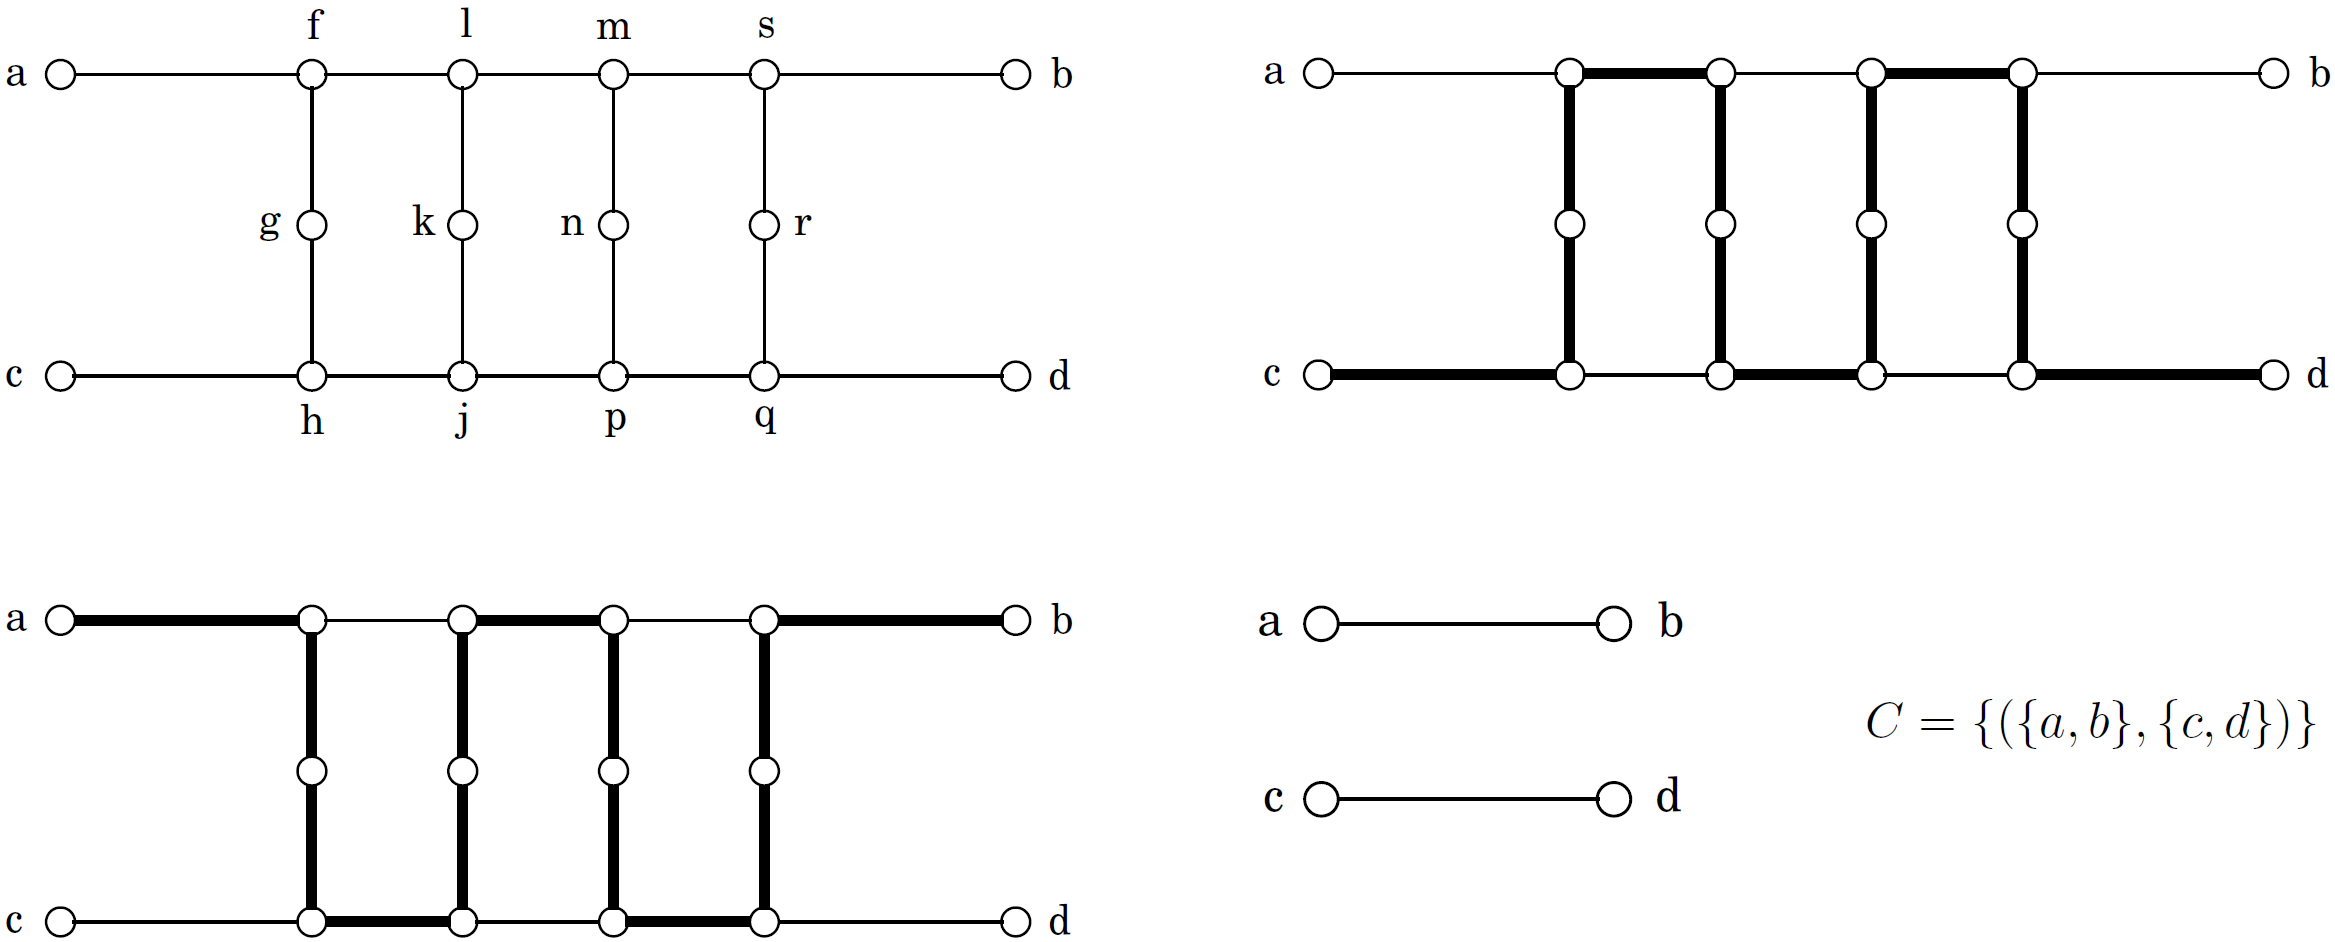 f l m s
a b
g k n r
c d
h j p q
a b
c d
a b
c d
a b
C = {({a, b}, {c, d})}
c d